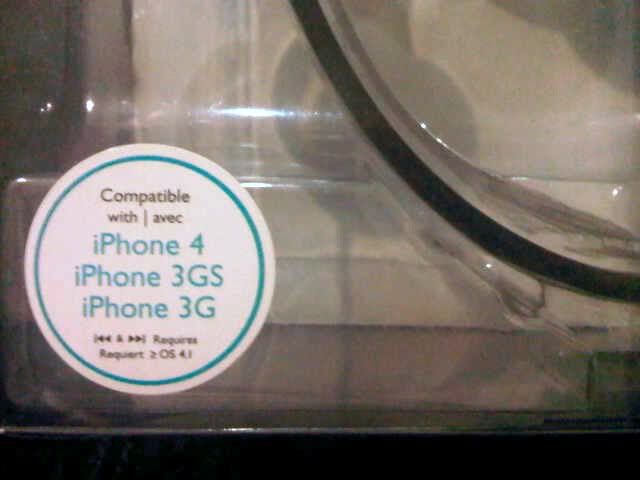 Compatible
with | avec
iPhone 4
iPhone 3GS
iPhone 3G
⏮ & ⏭ Requires
Requiert ≥ OS 4.1